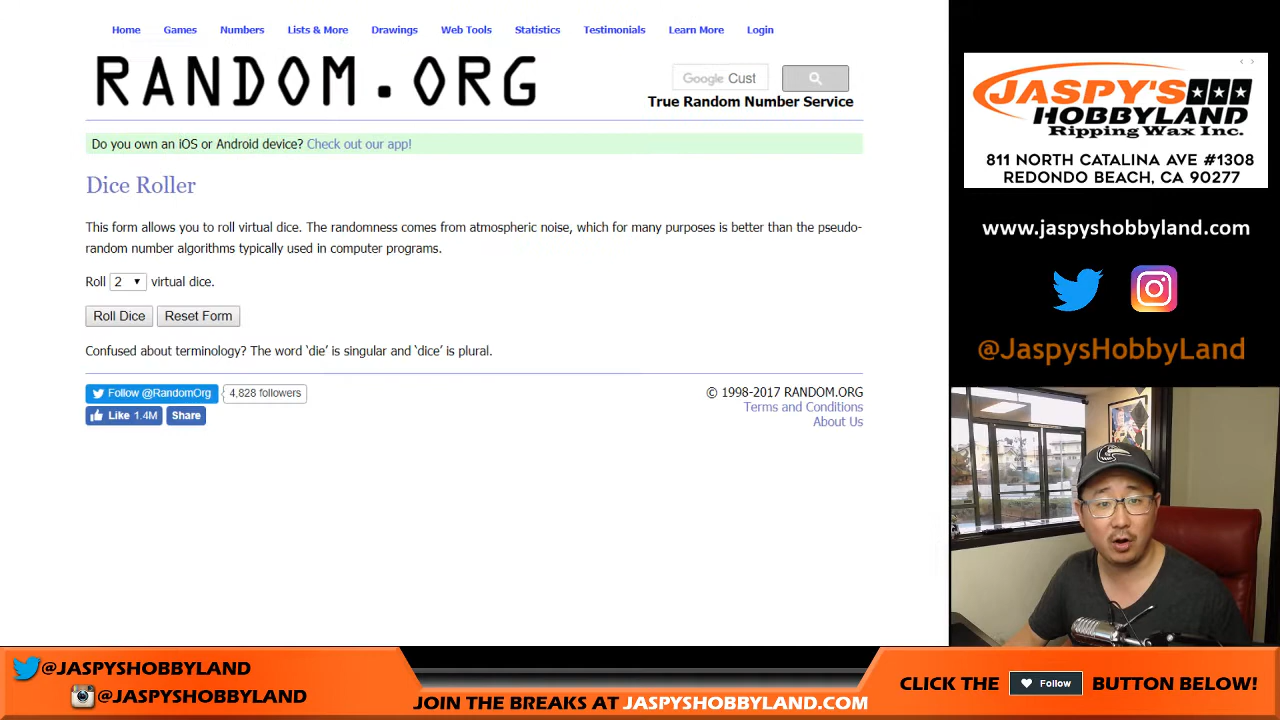 Home Games Numbers Lists & More Drawings Web Tools Statistics Testimonials Learn More Login
RANDOM.ORG
Google Cust
True Random Number Service
Do you own an iOS or Android device? Check out our app!
Dice Roller
This form allows you to roll virtual dice. The randomness comes from atmospheric noise, which for many purposes is better than the pseudo-
random number algorithms typically used in computer programs.
Roll 2 virtual dice.
Roll Dice Reset Form
Confused about terminology? The word ‘die’ is singular and ‘dice’ is plural.
Follow @RandomOrg 4,828 followers
Like 1.4M Share
© 1998-2017 RANDOM.ORG
Terms and Conditions
About Us
JASPY'S
HOBBYLAND
Ripping Wax Inc.
811 NORTH CATALINA AVE #1308
REDONDO BEACH, CA 90277
www.jaspyshobbyland.com
@JaspysHobbyLand
@JASPYSHOBBYLAND
@JASPYSHOBBYLAND
JOIN THE BREAKS AT JASPYSHOBBYLAND.COM
CLICK THE Follow BUTTON BELOW!